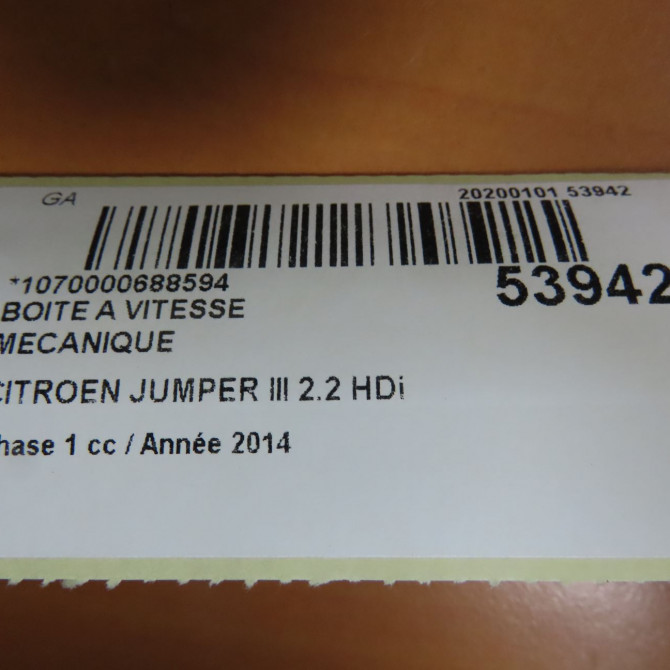 GA
20200101 53942
*1070000688594
53942
BOITE A VITESSE
MECANIQUE
CITROEN JUMPER III 2.2 HDi
hase 1 cc / Année 2014